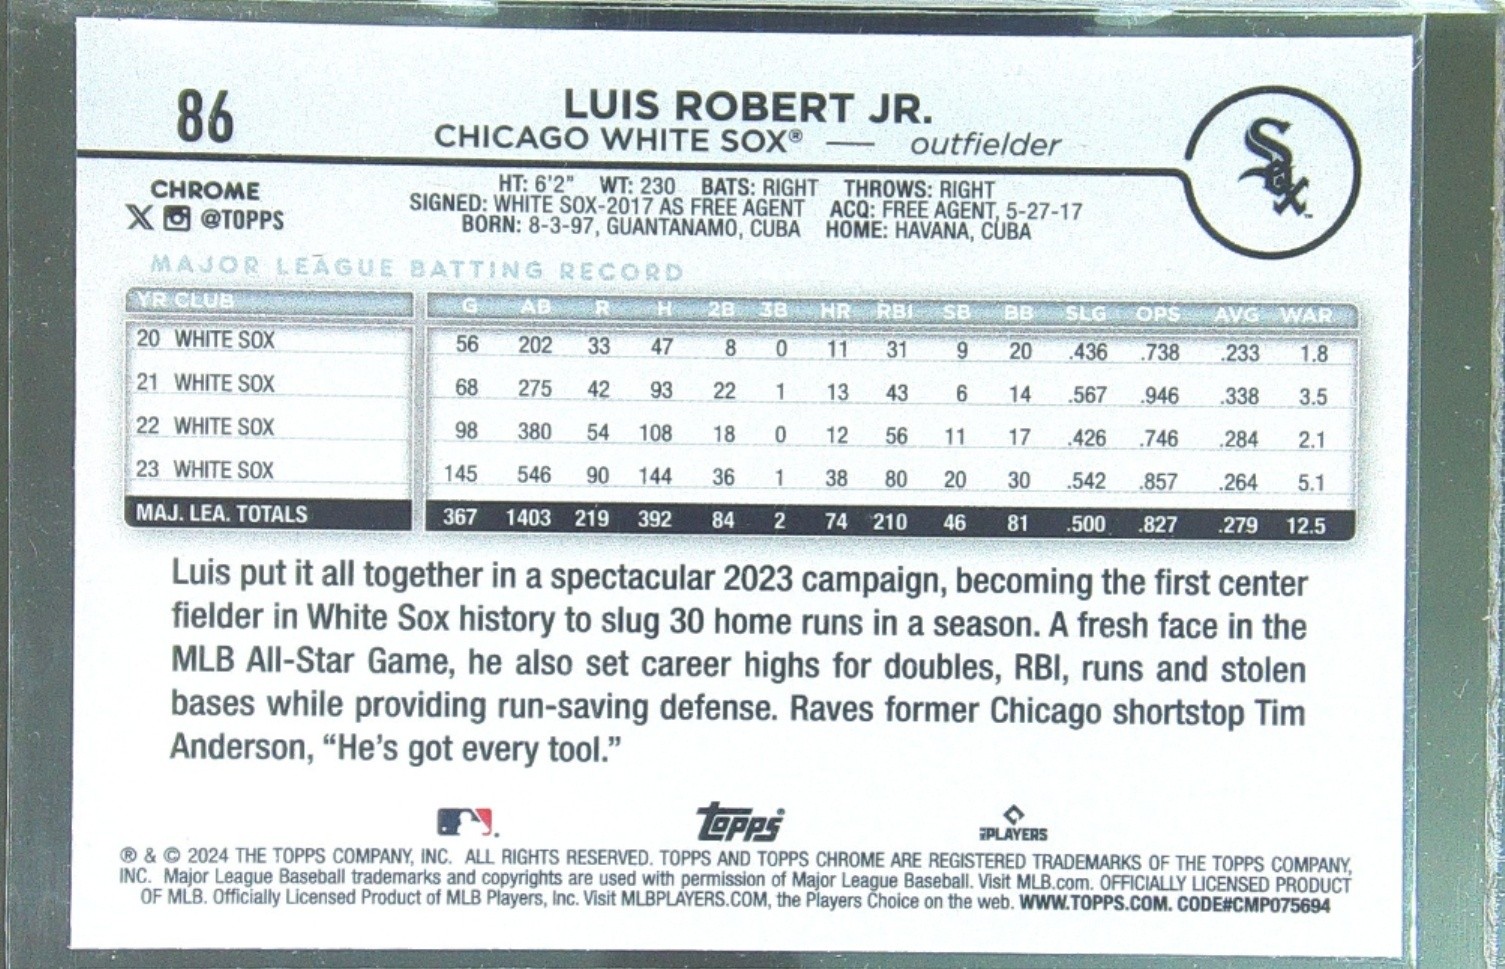 86
LUIS ROBERT JR.
CHICAGO WHITE SOX® — outfielder
Sox
CHROME
@TOPPS
HT: 6'2" WT: 230 BATS: RIGHT THROWS: RIGHT
SIGNED: WHITE SOX-2017 AS FREE AGENT ACQ: FREE AGENT, 5-27-17
BORN: 8-3-97, GUANTANAMO, CUBA HOME: HAVANA, CUBA
MAJOR LEAGUE BATTING RECORD
YR CLUB G AB R H 2B 3B HR RBI SB BB SLG OPS AVG WAR
20 WHITE SOX 56 202 33 47 8 0 11 31 9 20 .436 .738 .233 1.8
21 WHITE SOX 68 275 42 93 22 1 13 43 6 14 .567 .946 .338 3.5
22 WHITE SOX 98 380 54 108 18 0 12 56 11 17 .426 .746 .284 2.1
23 WHITE SOX 145 546 90 144 36 1 38 80 20 30 .542 .857 .264 5.1
MAJ. LEA. TOTALS 367 1403 219 392 84 2 74 210 46 81 .500 .827 .279 12.5
Luis put it all together in a spectacular 2023 campaign, becoming the first center
fielder in White Sox history to slug 30 home runs in a season. A fresh face in the
MLB All-Star Game, he also set career highs for doubles, RBI, runs and stolen
bases while providing run-saving defense. Raves former Chicago shortstop Tim
Anderson, “He’s got every tool.”
Topps
PLAYERS
® & © 2024 THE TOPPS COMPANY, INC. ALL RIGHTS RESERVED. TOPPS AND TOPPS CHROME ARE REGISTERED TRADEMARKS OF THE TOPPS COMPANY,
INC. Major League Baseball trademarks and copyrights are used with permission of Major League Baseball. Visit MLB.com. OFFICIALLY LICENSED PRODUCT
OF MLB. Officially Licensed Product of MLB Players, Inc. Visit MLBPLAYERS.COM, the Players Choice on the web. WWW.TOPPS.COM. CODE#CMP075694